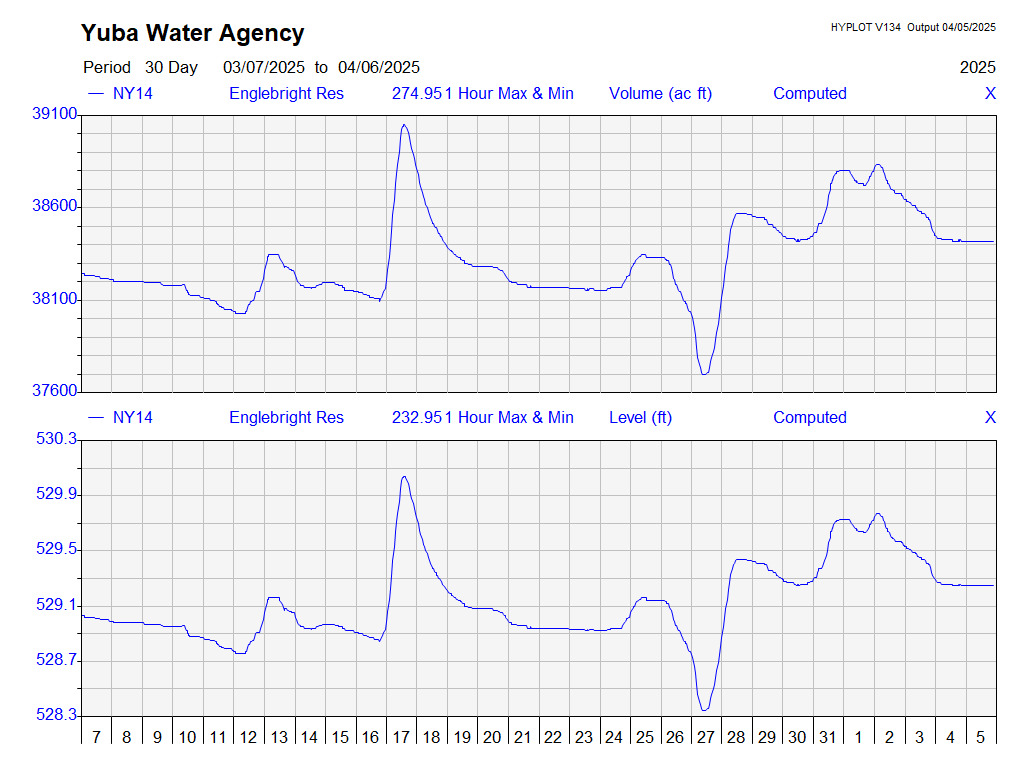 Yuba Water Agency
HYPLOT V134 Output 04/05/2025
Period 30 Day 03/07/2025 to 04/06/2025 2025
NY14 Englebright Res 274.951 Hour Max & Min Volume (ac ft) Computed X
39100
38600
38100
37600
NY14 Englebright Res 232.951 Hour Max & Min Level (ft) Computed X
530.3
529.9
529.5
529.1
528.7
528.3
7 8 9 10 11 12 13 14 15 16 17 18 19 20 21 22 23 24 25 26 27 28 29 30 31 1 2 3 4 5